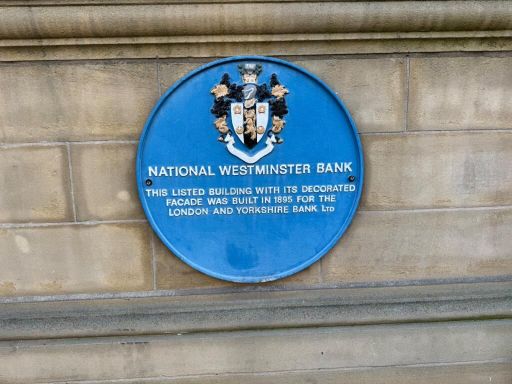 NATIONAL WESTMINSTER BANK
THIS LISTED BUILDING WITH ITS DECORATED
FACADE WAS BUILT IN 1895 FOR THE
LONDON AND YORKSHIRE BANK LTD